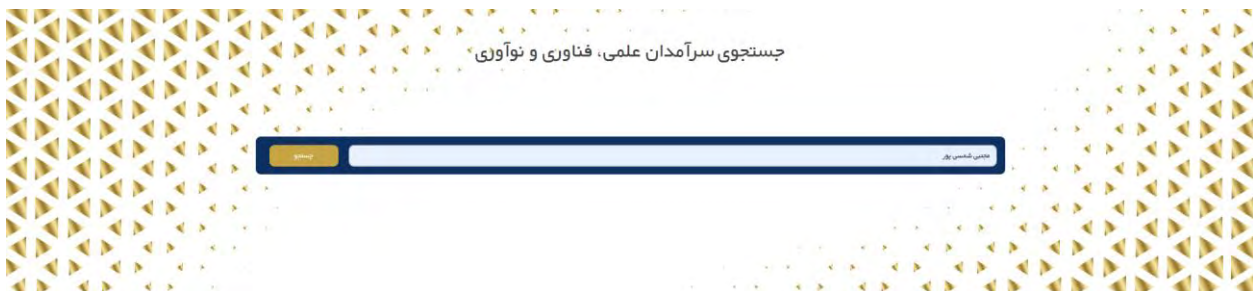 جستجوی سرآمدان علمی، فناوری و نوآوری
مجتبی شمسی پور
جستجو